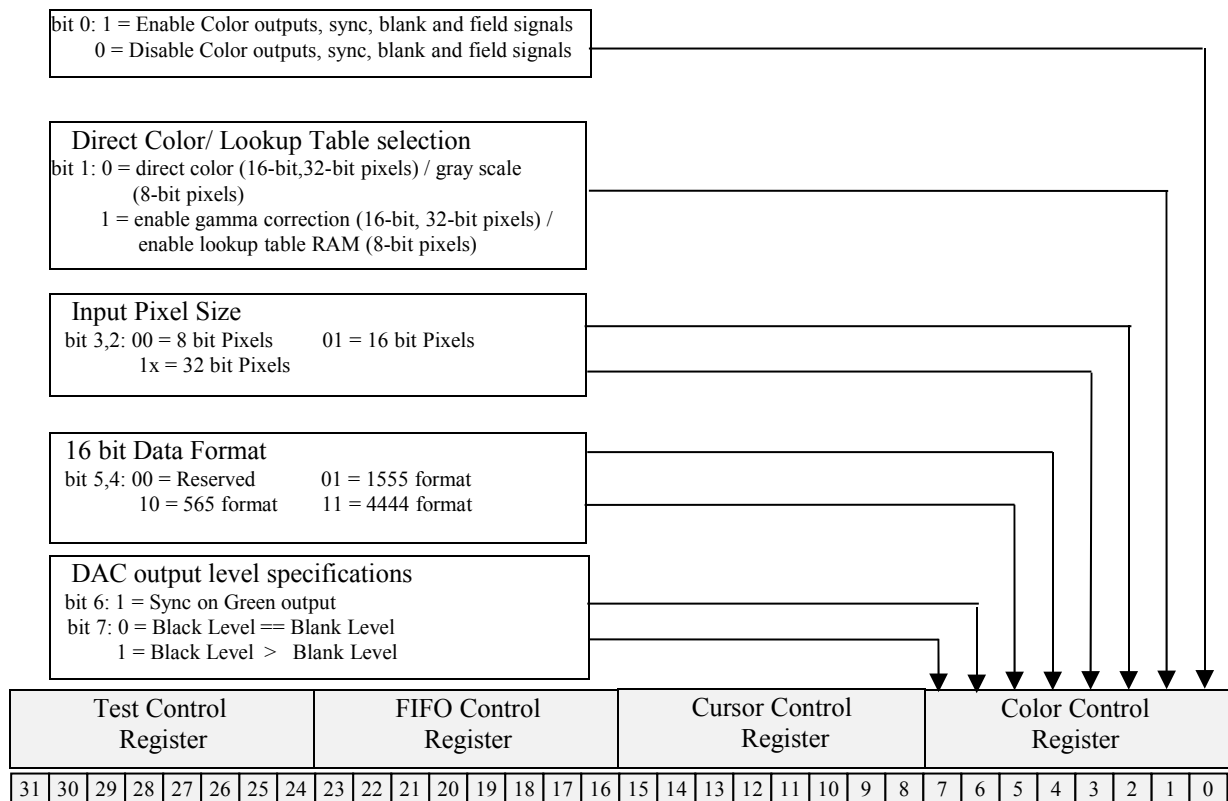 bit 0: 1 = Enable Color outputs, sync, blank and field signals
0 = Disable Color outputs, sync, blank and field signals
Direct Color/ Lookup Table selection
bit 1: 0 = direct color (16-bit,32-bit pixels) / gray scale
(8-bit pixels)
1 = enable gamma correction (16-bit, 32-bit pixels) /
enable lookup table RAM (8-bit pixels)
Input Pixel Size
bit 3,2: 00 = 8 bit Pixels 01 = 16 bit Pixels
1x = 32 bit Pixels
16 bit Data Format
bit 5,4: 00 = Reserved 01 = 1555 format
10 = 565 format 11 = 4444 format
DAC output level specifications
bit 6: 1 = Sync on Green output
bit 7: 0 = Black Level == Blank Level
1 = Black Level > Blank Level
Test Control FIFO Control Cursor Control Color Control
Register Register Register Register
31 30 29 28 27 26 25 24 23 22 21 20 19 18 17 16 15 14 13 12 11 10 9 8 7 6 5 4 3 2 1 0